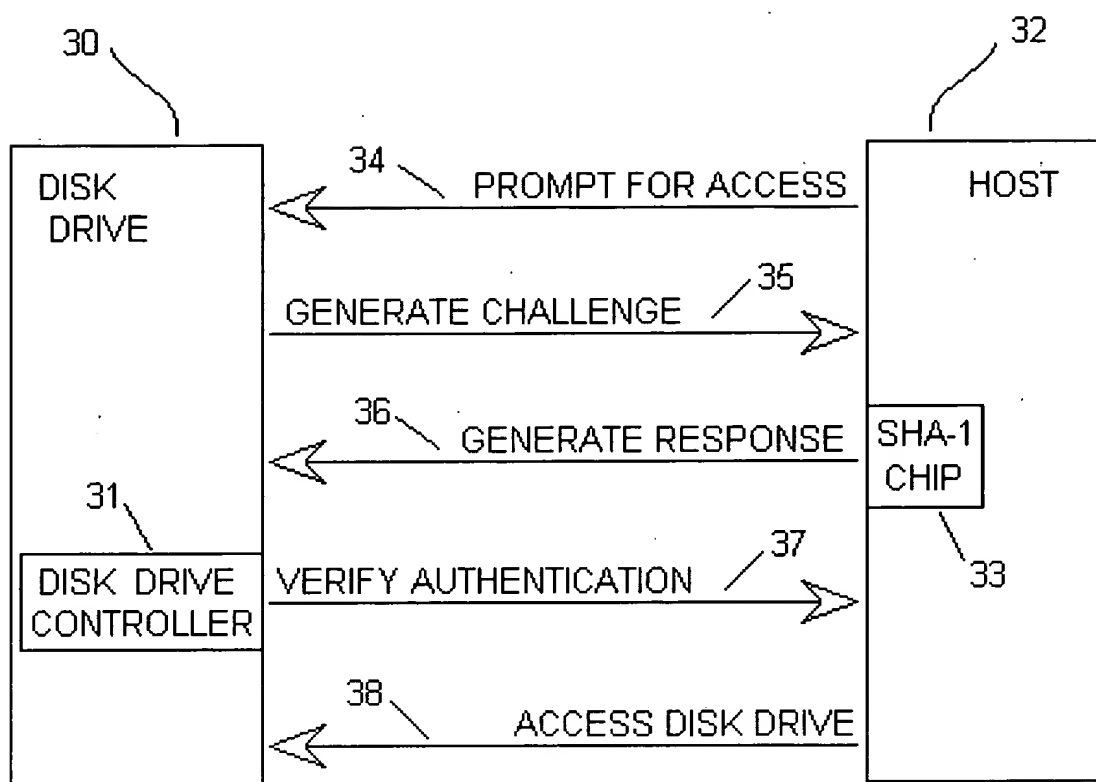 30
32
DISK
DRIVE
34
PROMPT FOR ACCESS
HOST
GENERATE CHALLENGE
35
36
GENERATE RESPONSE
SHA-1
CHIP
31
33
DISK DRIVE
CONTROLLER
VERIFY AUTHENTICATION
37
38
ACCESS DISK DRIVE